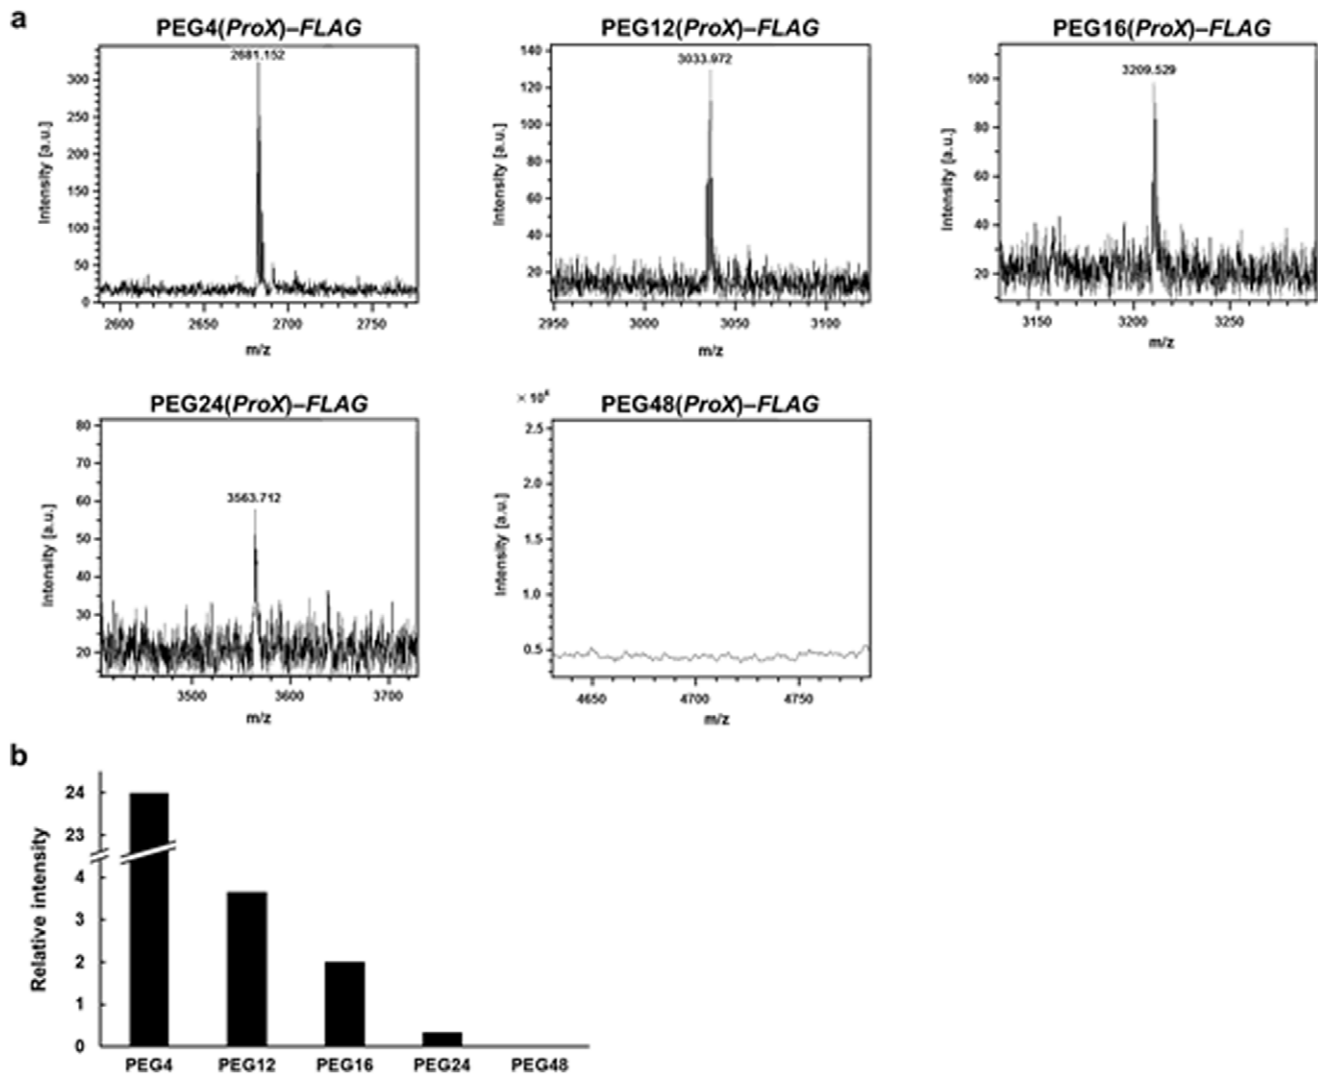 a
PEG4(ProX)–FLAG
2681.152
Intensity [a.u.]
300
250
200
150
100
50
0
2600 2650 2700 2750
m/z
PEG12(ProX)–FLAG
3033.972
Intensity [a.u.]
140
120
100
80
60
40
20
2950 3000 3050 3100
m/z
PEG16(ProX)–FLAG
3209.529
Intensity [a.u.]
100
80
60
40
20
3150 3200 3250
m/z
PEG24(ProX)–FLAG
3563.712
Intensity [a.u.]
80
70
60
50
40
30
20
3500 3600 3700
m/z
PEG48(ProX)–FLAG
Intensity [a.u.]
2.5
2.0
1.5
1.0
0.5
4650 4700 4750
m/z
b
Relative intensity
24
23
4
3
2
1
0
PEG4 PEG12 PEG16 PEG24 PEG48